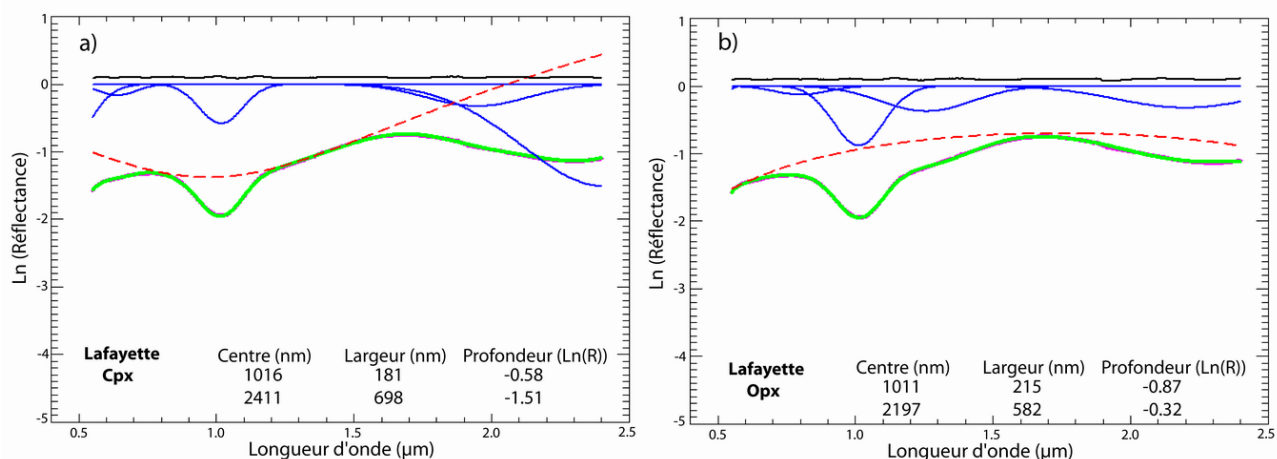 a)
Ln (Réflectance)
1
0
-1
-2
-3
-4
-5
Lafayette
Cpx
Centre (nm) Largeur (nm) Profondeur (Ln(R))
1016 181 -0.58
2411 698 -1.51
0.5 1.0 1.5 2.0 2.5
Longueur d'onde (µm)
b)
Ln (Réflectance)
1
0
-1
-2
-3
-4
-5
Lafayette
Opx
Centre (nm) Largeur (nm) Profondeur (Ln(R))
1011 215 -0.87
2197 582 -0.32
0.5 1.0 1.5 2.0 2.5
Longueur d'onde (µm)